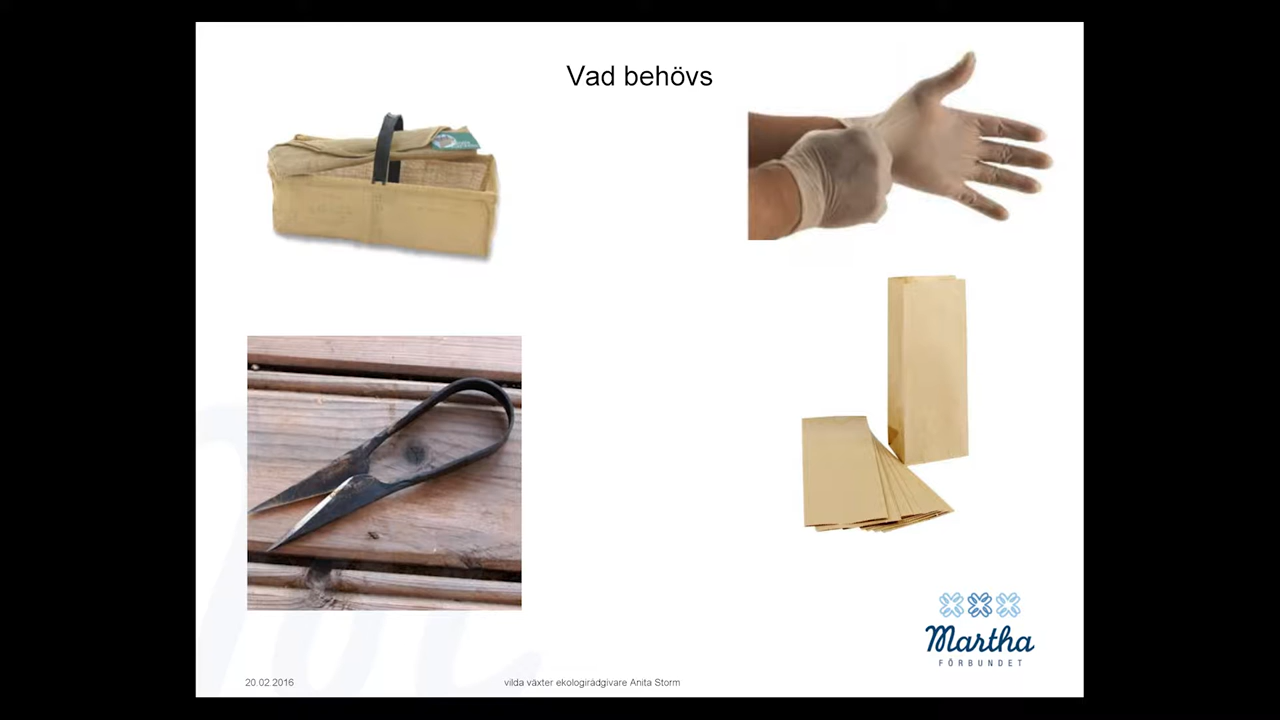 Vad behövs
Martha
FÖRBUNDET
20.02.2016
vilda växter ekologirådgivare Anita Storm